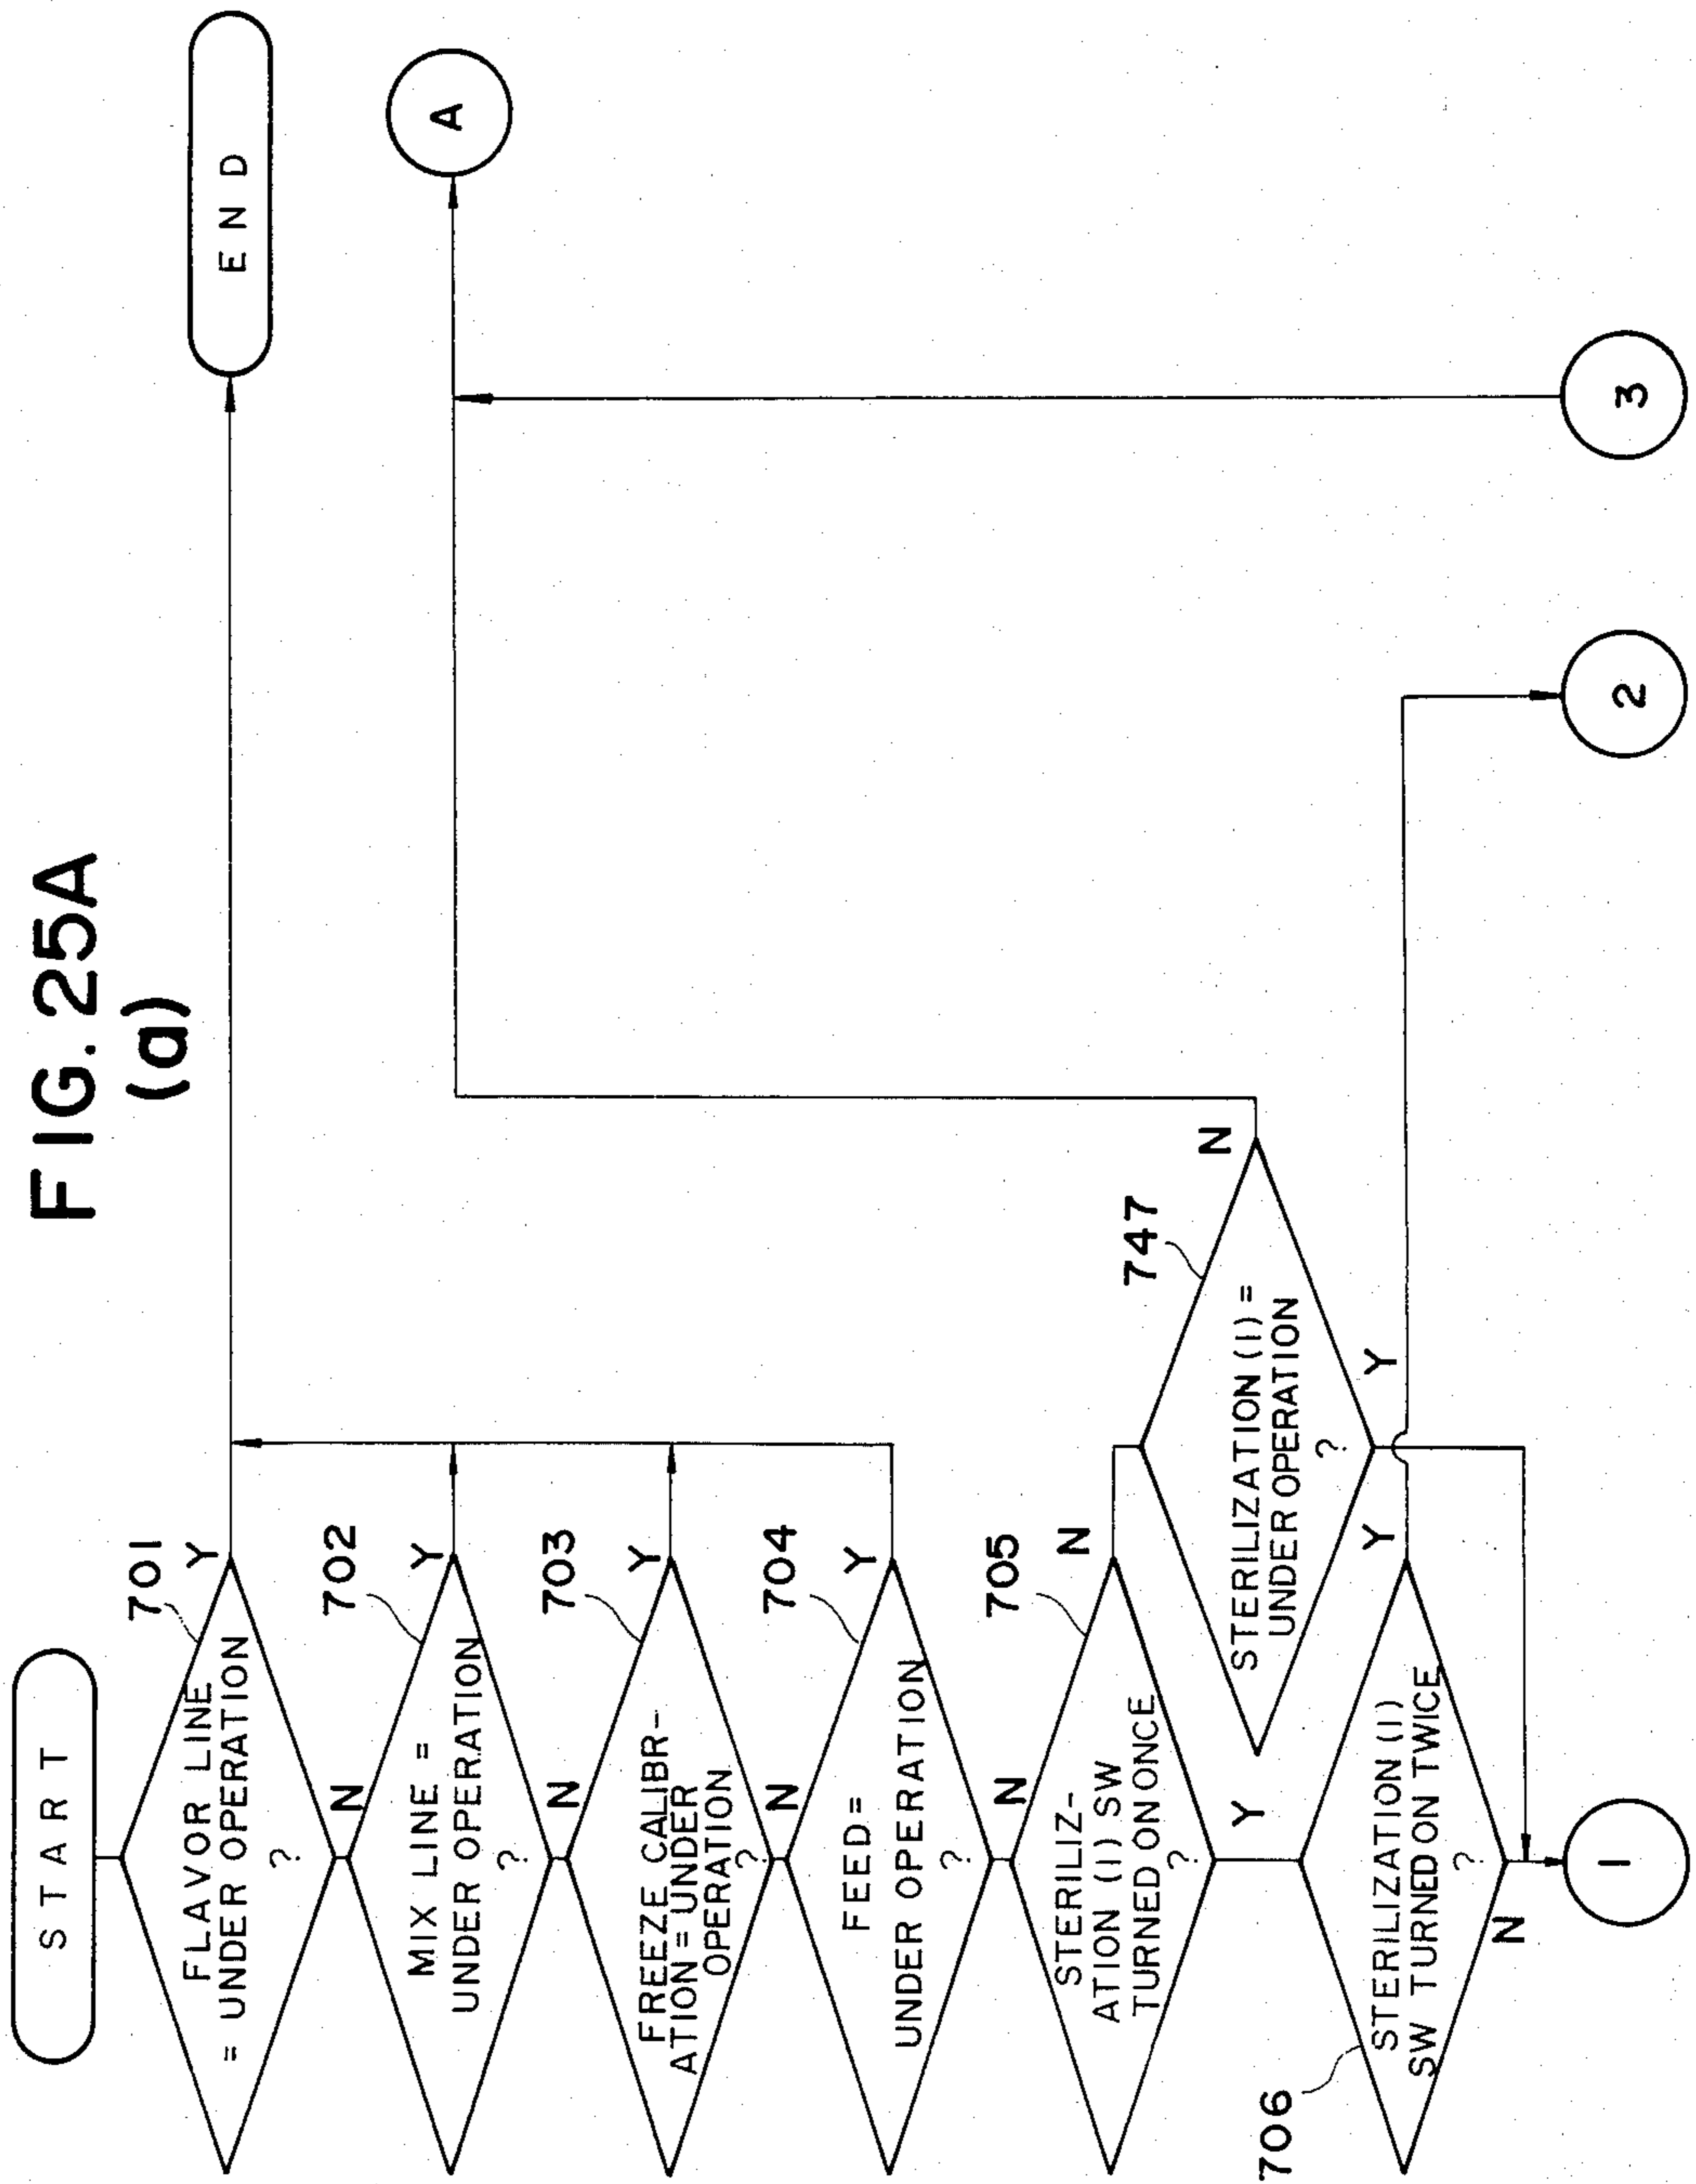 FIG. 25A
(a)
START
END
701
FLAVOR LINE
= UNDER OPERATION
?
Y
N
702
MIX LINE =
UNDER OPERATION
?
Y
N
A
703
FREEZE CALIBR-
ATION = UNDER
OPERATION
?
Y
N
704
FEED =
UNDER OPERATION
?
Y
N
705
STERILIZ-
ATION (I) SW
TURNED ON ONCE
?
N
Y
747
STERILIZATION (I) =
UNDER OPERATION
?
N
Y
706
STERILIZATION (I)
SW TURNED ON TWICE
?
Y
N
1
2
3